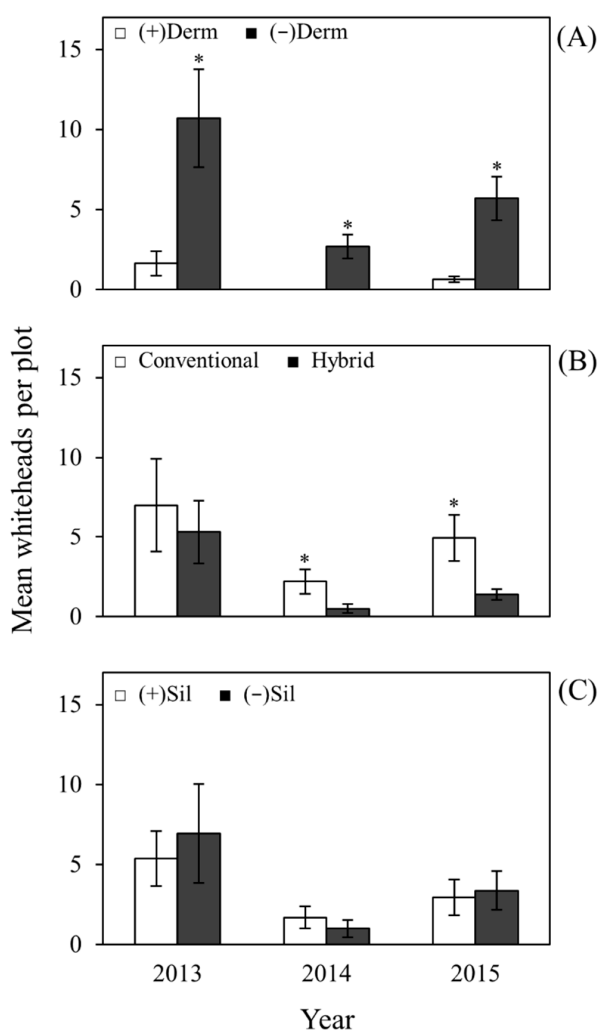 (+)Derm (−)Derm (A)
15
*
10
*
5
*
0
Conventional Hybrid (B)
15
10
*
5
*
0
(+)Sil (−)Sil (C)
15
10
5
0
2013 2014 2015
Year
Mean whiteheads per plot